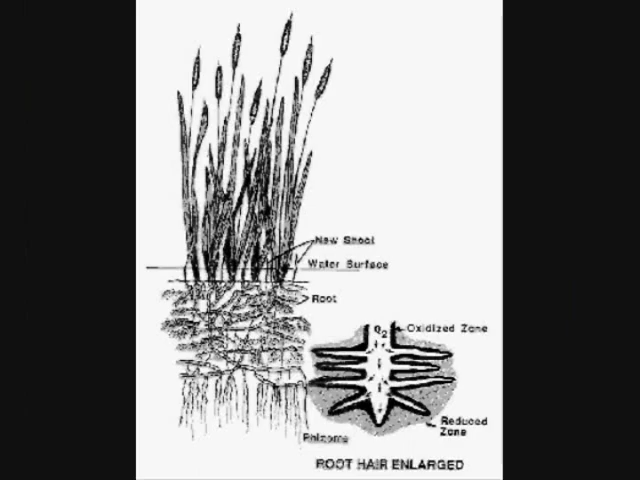 New Shoot
Water Surface
Root
O2
Oxidized Zone
Reduced
Zone
Rhizome
ROOT HAIR ENLARGED